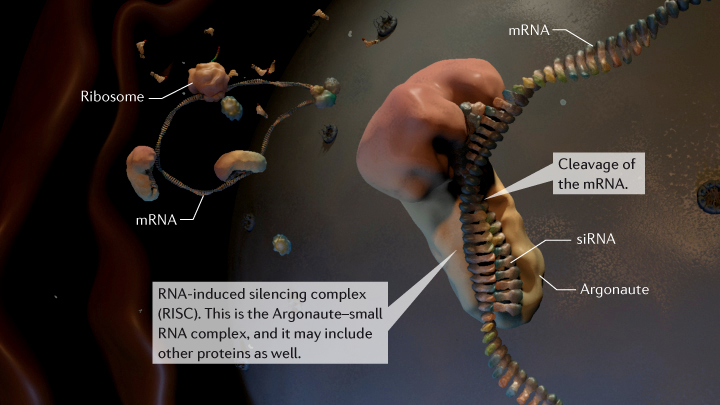 mRNA
Ribosome
Cleavage of
the mRNA.
mRNA
siRNA
Argonaute
RNA-induced silencing complex
(RISC). This is the Argonaute–small
RNA complex, and it may include
other proteins as well.